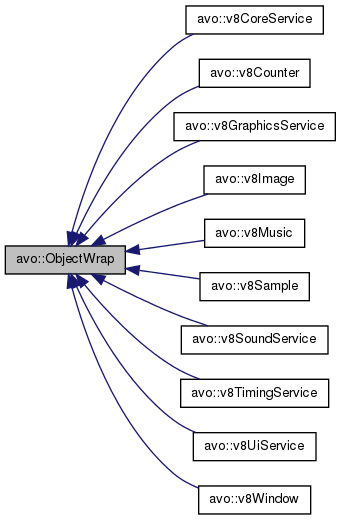 avo::v8CoreService
avo::v8Counter
avo::v8GraphicsService
avo::v8Image
avo::v8Music
avo::ObjectWrap
avo::v8Sample
avo::v8SoundService
avo::v8TimingService
avo::v8UiService
avo::v8Window